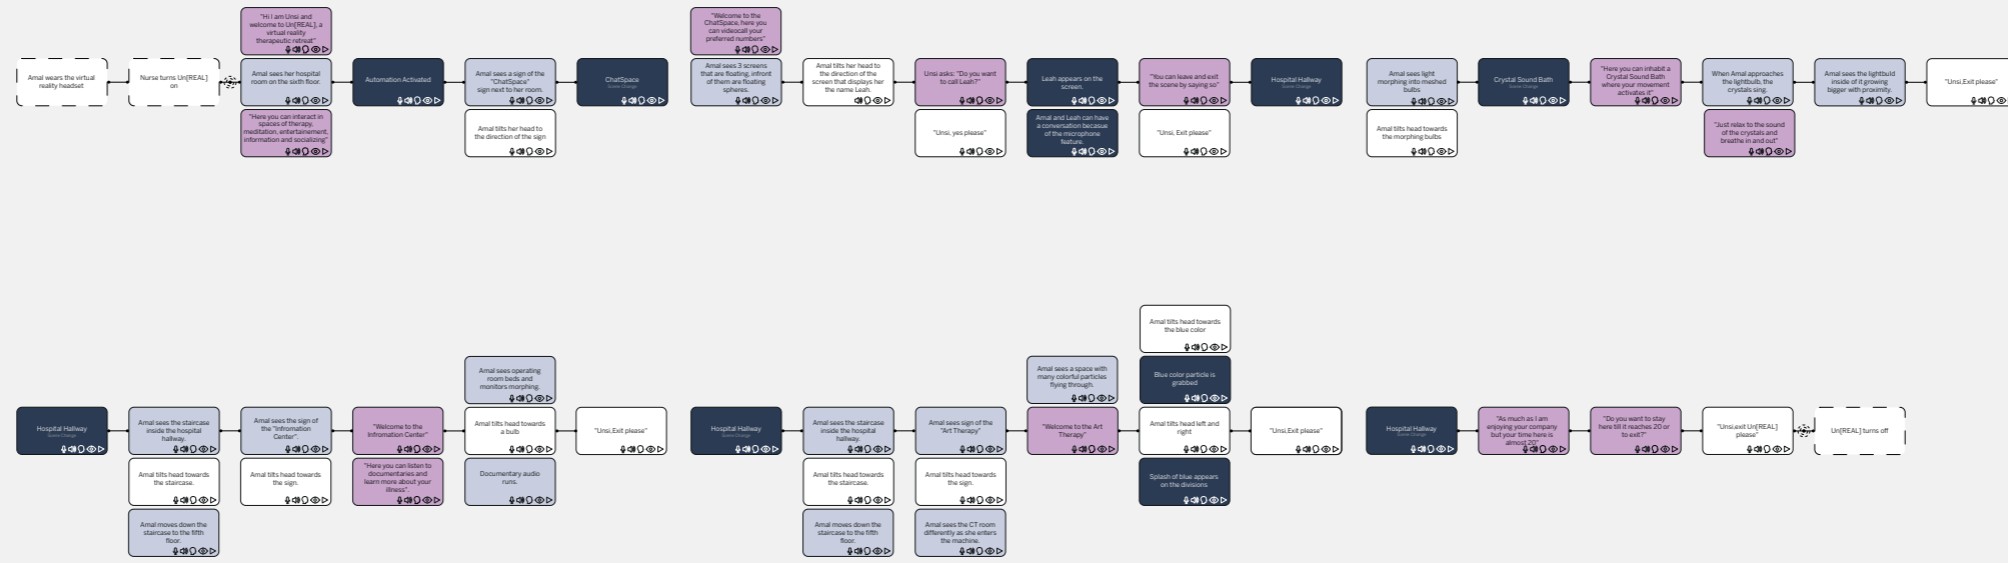 "Hi I am Unsi and
welcome to Un[REAL], a
virtual reality
therapeutic retreat"
Amal wears the virtual
reality headset
Nurse turns Un[REAL]
on
Amal sees her hospital
room on the sixth floor.
"Here you can interact in
spaces of therapy,
meditation, entertainement,
information and socializing"
Automation Activated
Amal sees a sign of the
"ChatSpace"
sign next to her room.
Amal tilts her head to
the direction of the sign
ChatSpace
Scene Change
"Welcome to the
ChatSpace, here you
can videocall your
preferred numbers"
Amal sees 3 screens
that are floating, infront
of them are floating
spheres.
Amal tilts her head to
the direction of the
screen that displays her
the name Leah.
Unsi asks: "Do you want
to call Leah?"
"Unsi, yes please"
Leah appears on the
screen.
Amal and Leah can have
a conversation becasue
of the microphone
feature.
"You can leave and exit
the scene by saying so"
"Unsi, Exit please"
Hospital Hallway
Scene Change
Amal sees light
morphing into meshed
bulbs
Amal tilts head towards
the morphing bulbs
Crystal Sound Bath
Scene Change
"Here you can inhabit a
Crystal Sound Bath
where your movement
activates it"
When Amal approaches
the lightbulb, the
crystals sing.
"Just relax to the sound
of the crystals and
breathe in and out"
Amal sees the lightbuld
inside of it growing
bigger with proximity.
"Unsi,Exit please"
Hospital Hallway
Scene Change
Amal sees the staircase
inside the hospital
hallway.
Amal tilts head towards
the staircase.
Amal moves down the
staircase to the fifth
floor.
Amal sees the sign of
the "Infromation
Center".
Amal tilts head towards
the sign.
"Welcome to the
Infromation Center"
"Here you can listen to
documentaries and
learn more about your
illness".
Amal sees operating
room beds and
monitors morphing.
Amal tilts head towards
a bulb
Documentary audio
runs.
"Unsi,Exit please"
Hospital Hallway
Scene Change
Amal sees the staircase
inside the hospital
hallway.
Amal tilts head towards
the staircase.
Amal moves down the
staircase to the fifth
floor.
Amal sees sign of the
"Art Therapy"
Amal tilts head towards
the sign.
Amal sees the CT room
differently as she enters
the machine.
Amal sees a space with
many colorful particles
flying through.
"Welcome to the Art
Therapy"
Amal tilts head towards
the blue color
Blue color particle is
grabbed
Amal tilts head left and
right
Splash of blue appears
on the divisions
"Unsi,Exit please"
Hospital Hallway
Scene Change
"As much as I am
enjoying your company
but your time here is
almost 20"
"Do you want to stay
here till it reaches 20 or
to exit?"
"Unsi,exit Un[REAL]
please"
Un[REAL] turns off